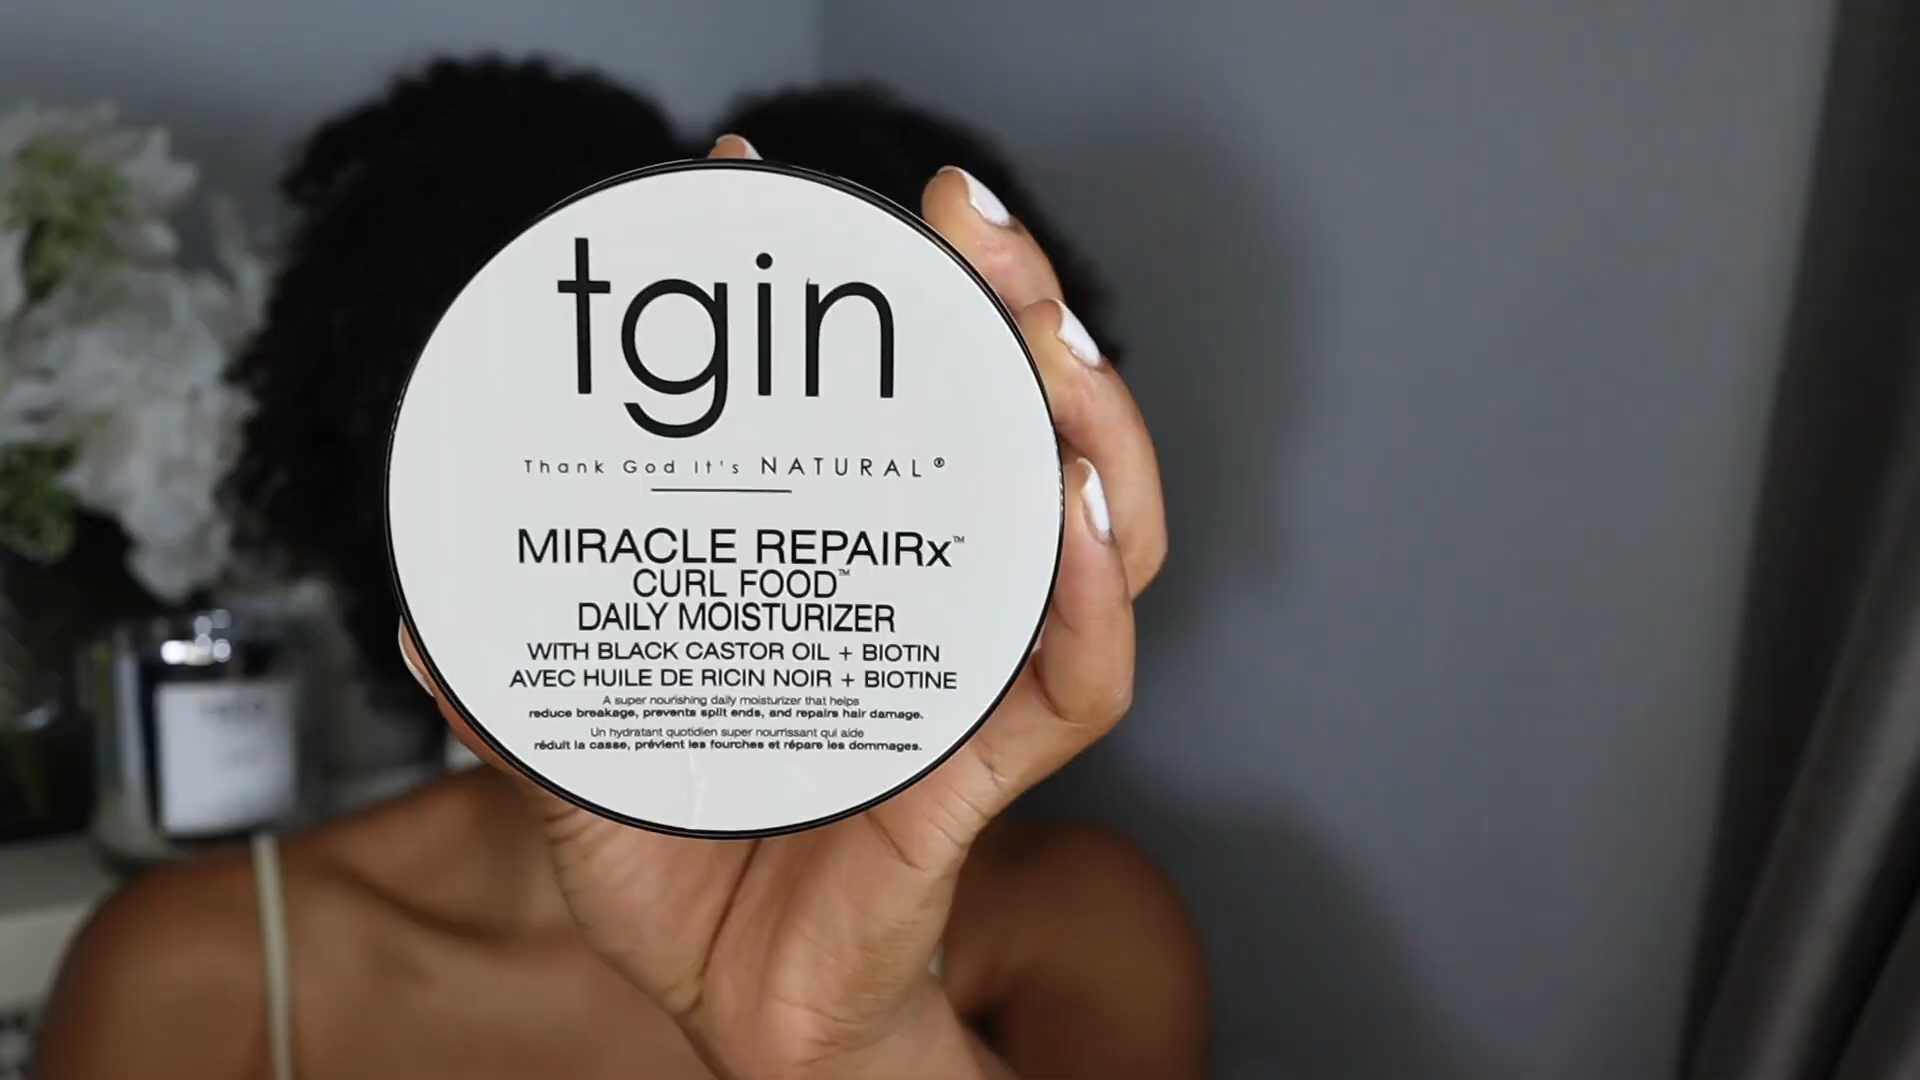 tgin
Thank God It's NATURAL®
MIRACLE REPAIRx™
CURL FOOD™
DAILY MOISTURIZER
WITH BLACK CASTOR OIL + BIOTIN
AVEC HUILE DE RICIN NOIR + BIOTINE
A super nourishing daily moisturizer that helps
reduce breakage, prevents split ends, and repairs hair damage.
Un hydratant quotidien super nourrissant qui aide
réduit la casse, prévient les fourches et répare les dommages.